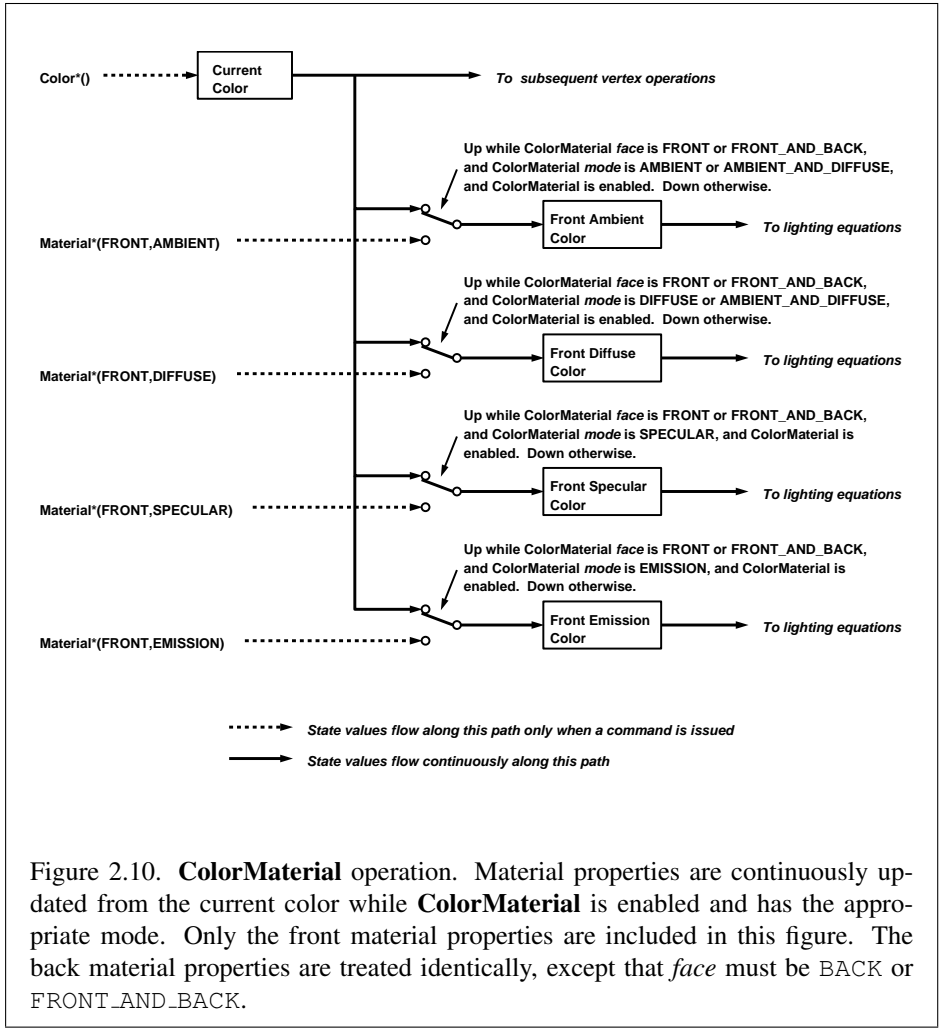 Color*()
Current
Color
To subsequent vertex operations
Up while ColorMaterial face is FRONT or FRONT_AND_BACK,
and ColorMaterial mode is AMBIENT or AMBIENT_AND_DIFFUSE,
and ColorMaterial is enabled. Down otherwise.
Front Ambient
Color
To lighting equations
Material*(FRONT,AMBIENT)
Up while ColorMaterial face is FRONT or FRONT_AND_BACK,
and ColorMaterial mode is DIFFUSE or AMBIENT_AND_DIFFUSE,
and ColorMaterial is enabled. Down otherwise.
Front Diffuse
Color
To lighting equations
Material*(FRONT,DIFFUSE)
Up while ColorMaterial face is FRONT or FRONT_AND_BACK,
and ColorMaterial mode is SPECULAR, and ColorMaterial is
enabled. Down otherwise.
Front Specular
Color
To lighting equations
Material*(FRONT,SPECULAR)
Up while ColorMaterial face is FRONT or FRONT_AND_BACK,
and ColorMaterial mode is EMISSION, and ColorMaterial is
enabled. Down otherwise.
Front Emission
Color
To lighting equations
Material*(FRONT,EMISSION)
State values flow along this path only when a command is issued
State values flow continuously along this path
Figure 2.10. ColorMaterial operation. Material properties are continuously up-
dated from the current color while ColorMaterial is enabled and has the appro-
priate mode. Only the front material properties are included in this figure. The
back material properties are treated identically, except that face must be BACK or
FRONT_AND_BACK.